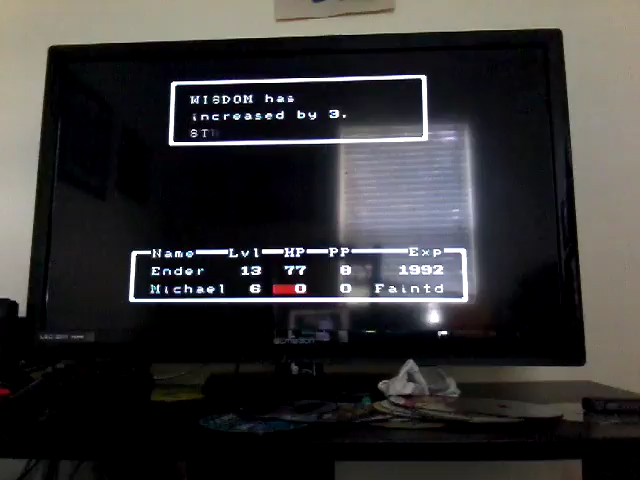 WISDOM has
increased by 3.
ST
Name Lvl HP PP Exp
Ender 13 77 8 1992
Michael 6 0 0 Faintd